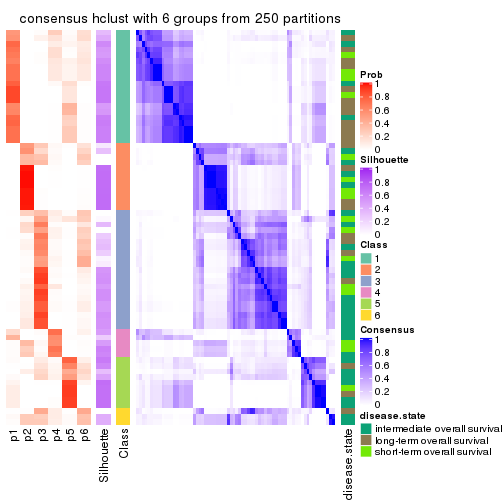 consensus hclust with 6 groups from 250 partitions
Prob
1
0.8
0.6
0.4
0.2
0
Silhouette
1
0.8
0.6
0.4
0.2
0
Class
1
2
3
4
5
6
Consensus
1
0.8
0.6
0.4
0.2
0
disease.state
intermediate overall survival
long-term overall survival
short-term overall survival
p1
p2
p3
p4
p5
p6
Silhouette
Class
disease.state